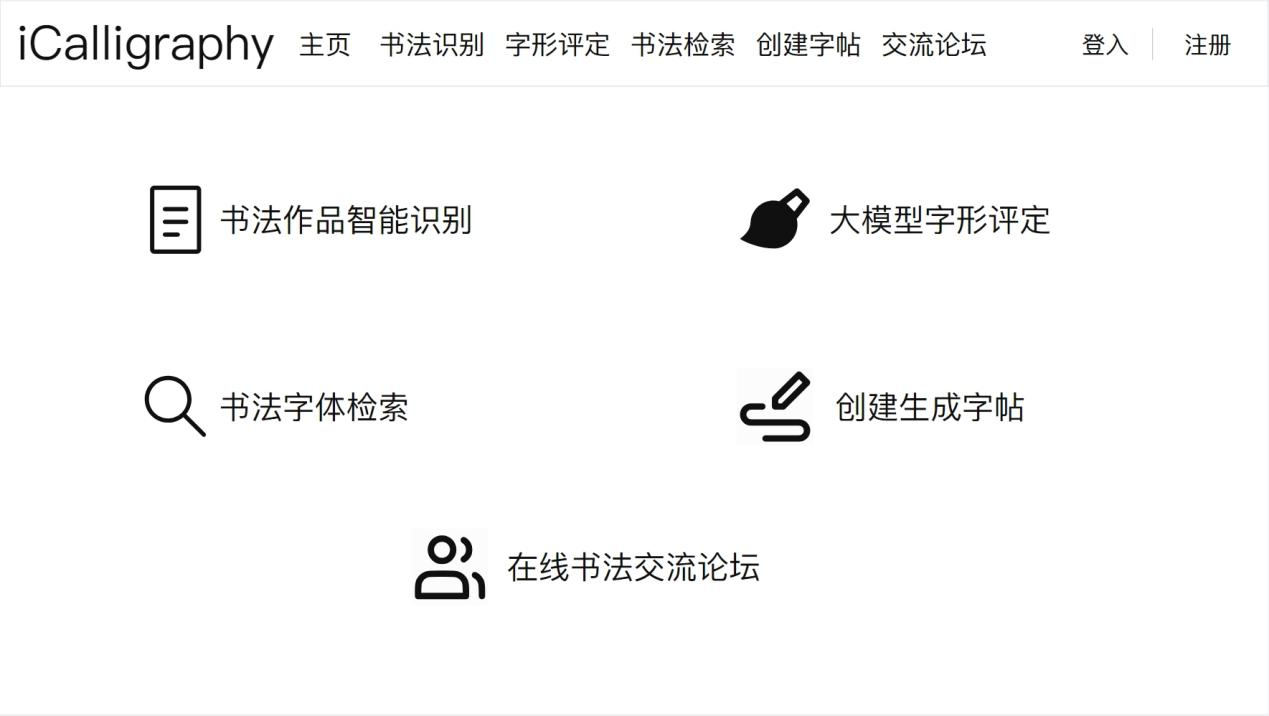 iCalligraphy 主页 书法识别 字形评定 书法检索 创建字帖 交流论坛 登入 注册
书法作品智能识别 大模型字形评定
书法字体检索 创建生成字帖
在线书法交流论坛